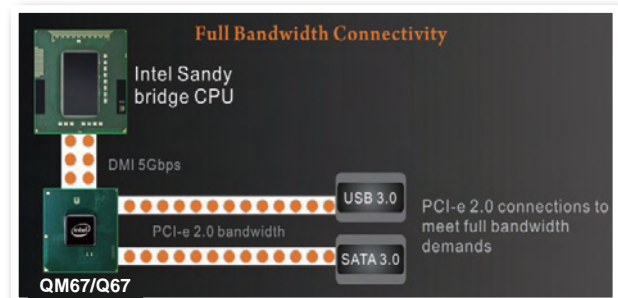 Full Bandwidth Connectivity
Intel Sandy
bridge CPU
DMI 5Gbps
USB 3.0
PCI-e 2.0 connections to
meet full bandwidth
demands
PCI-e 2.0 bandwidth
SATA 3.0
intel
QM67/Q67